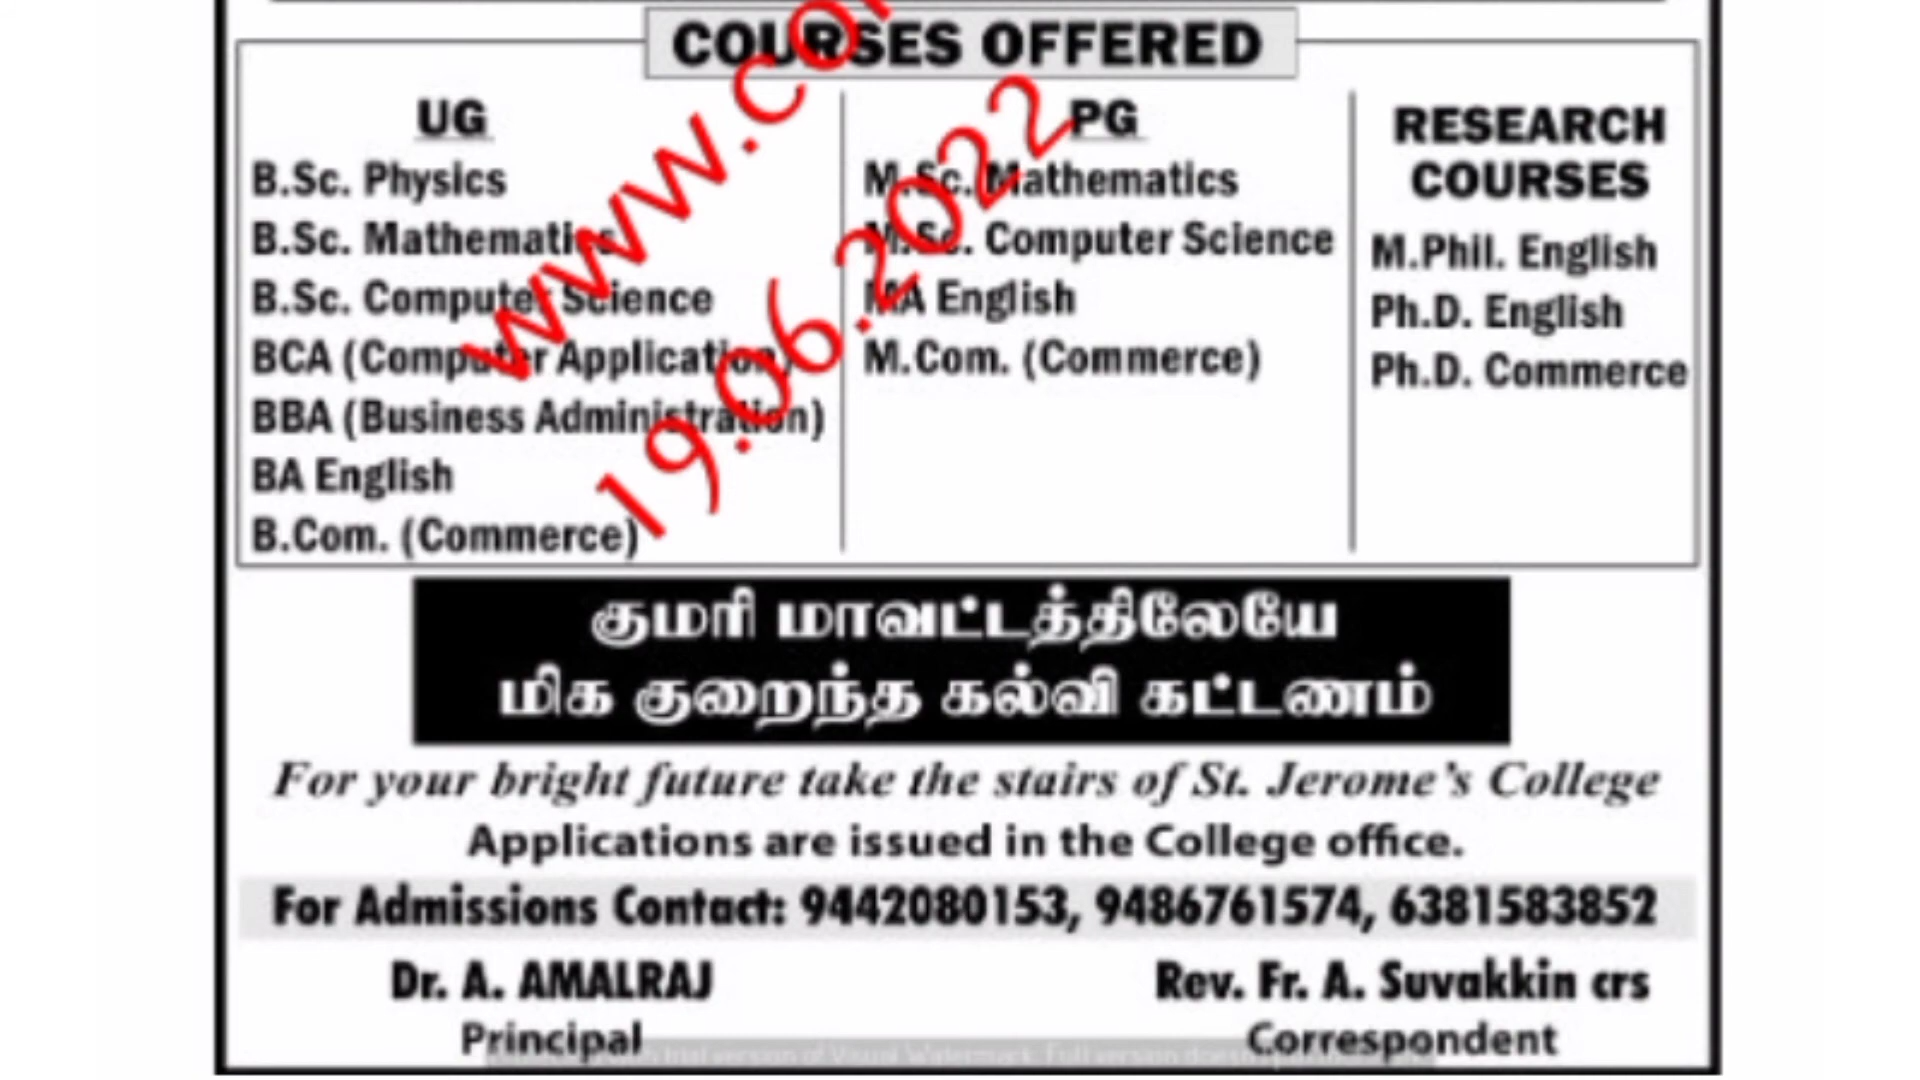 COURSES OFFERED
UG
B.Sc. Physics
B.Sc. Mathematics
B.Sc. Computer Science
BCA (Computer Application)
BBA (Business Administration)
BA English
B.Com. (Commerce)
PG
M.Sc. Mathematics
M.Sc. Computer Science
MA English
M.Com. (Commerce)
RESEARCH
COURSES
M.Phil. English
Ph.D. English
Ph.D. Commerce
www.co
19.06.2022
குமரி மாவட்டத்திலேயே
மிக குறைந்த கல்வி கட்டணம்
For your bright future take the stairs of St. Jerome's College
Applications are issued in the College office.
For Admissions Contact: 9442080153, 9486761574, 6381583852
Dr. A. AMALRAJ
Principal
Rev. Fr. A. Suvakkin crs
Correspondent